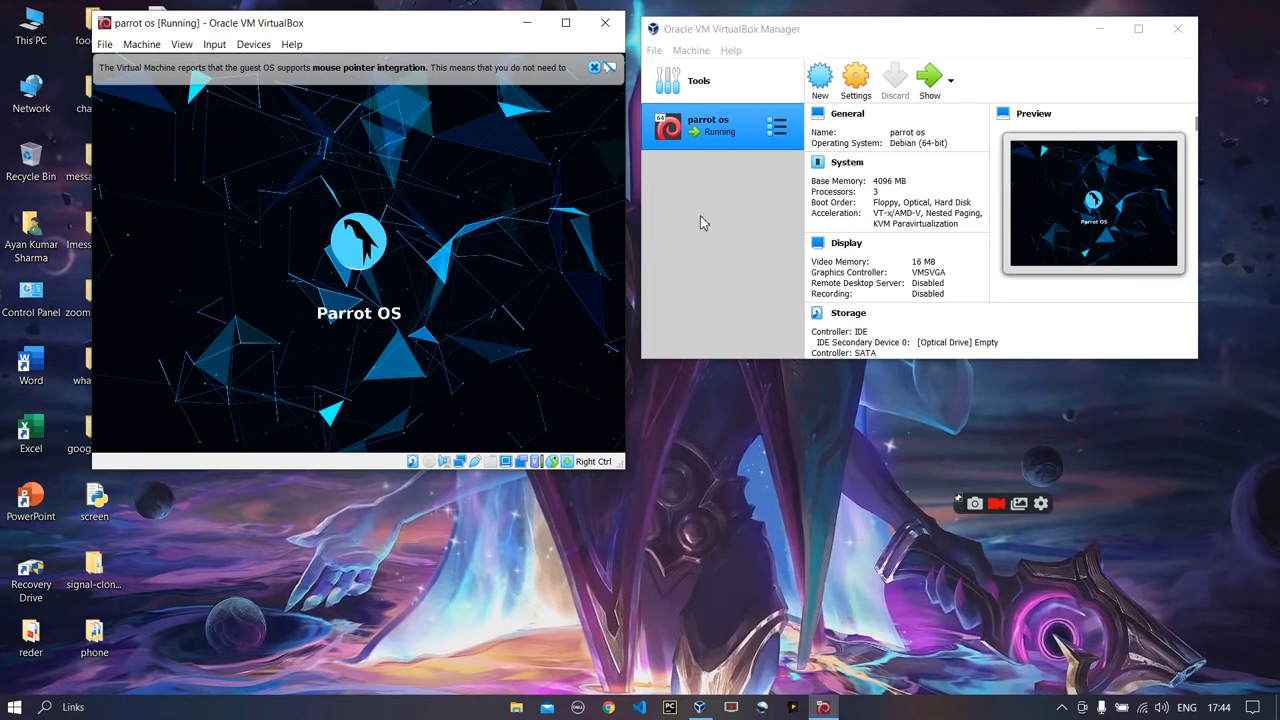 parrot os [Running] - Oracle VM VirtualBox
File Machine View Input Devices Help
The Virtual Machine reports that the guest OS supports mouse pointer integration. This means that you do not need to
Parrot OS
Right Ctrl
Oracle VM VirtualBox Manager
File Machine Help
Tools
New Settings Discard Show
64
parrot os
Running
General
Name: parrot os
Operating System: Debian (64-bit)
System
Base Memory: 4096 MB
Processors: 3
Boot Order: Floppy, Optical, Hard Disk
Acceleration: VT-x/AMD-V, Nested Paging,
KVM Paravirtualization
Display
Video Memory: 16 MB
Graphics Controller: VMSVGA
Remote Desktop Server: Disabled
Recording: Disabled
Storage
Controller: IDE
IDE Secondary Device 0: [Optical Drive] Empty
Controller: SATA
Preview
Parrot OS
Network
Recycle Bin
messa
Ayan Kumar
Sharma
Control Panel
zoom
Word
what
Excel
goog
PowerPoint
screen
Recovery
Drive
signal-clon...
reder
phone
Links
ENG
17:44